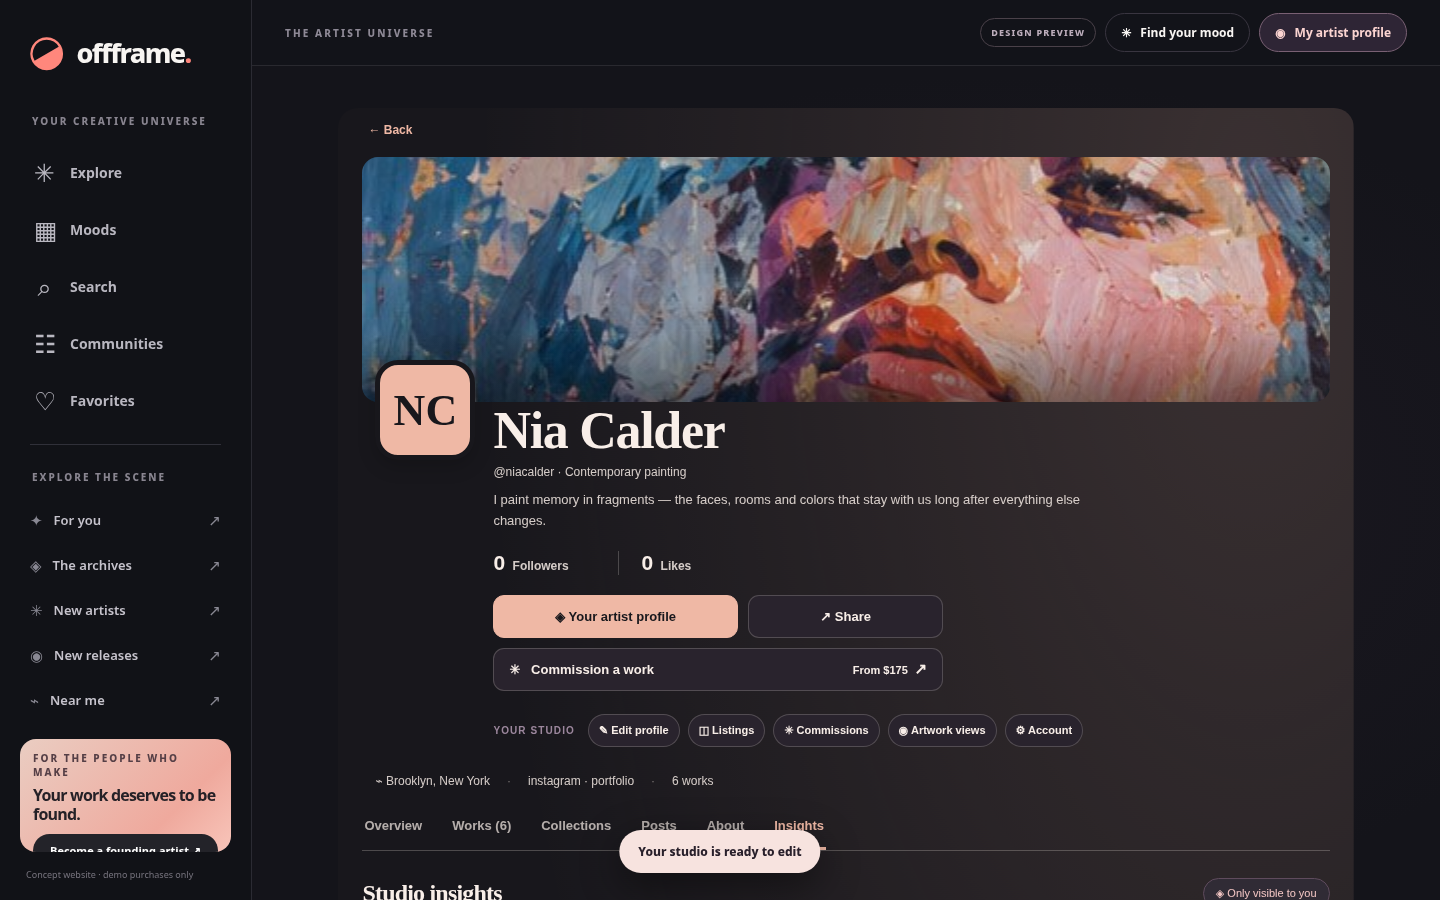 offframe.
THE ARTIST UNIVERSE
DESIGN PREVIEW
Find your mood
My artist profile
YOUR CREATIVE UNIVERSE
Explore
Moods
Search
Communities
Favorites
EXPLORE THE SCENE
For you ↗
The archives ↗
New artists ↗
New releases ↗
Near me ↗
FOR THE PEOPLE WHO
MAKE
Your work deserves to be
found.
Become a founding artist ↗
Concept website · demo purchases only
← Back
NC
Nia Calder
@niacalder · Contemporary painting
I paint memory in fragments — the faces, rooms and colors that stay with us long after everything else
changes.
0 Followers
0 Likes
◈ Your artist profile
↗ Share
✳ Commission a work From $175 ↗
YOUR STUDIO
✎ Edit profile
◫ Listings
✳ Commissions
◉ Artwork views
⚙ Account
⌁ Brooklyn, New York · instagram · portfolio · 6 works
Overview
Works (6)
Collections
Posts
About
Insights
Your studio is ready to edit
Studio insights
◈ Only visible to you